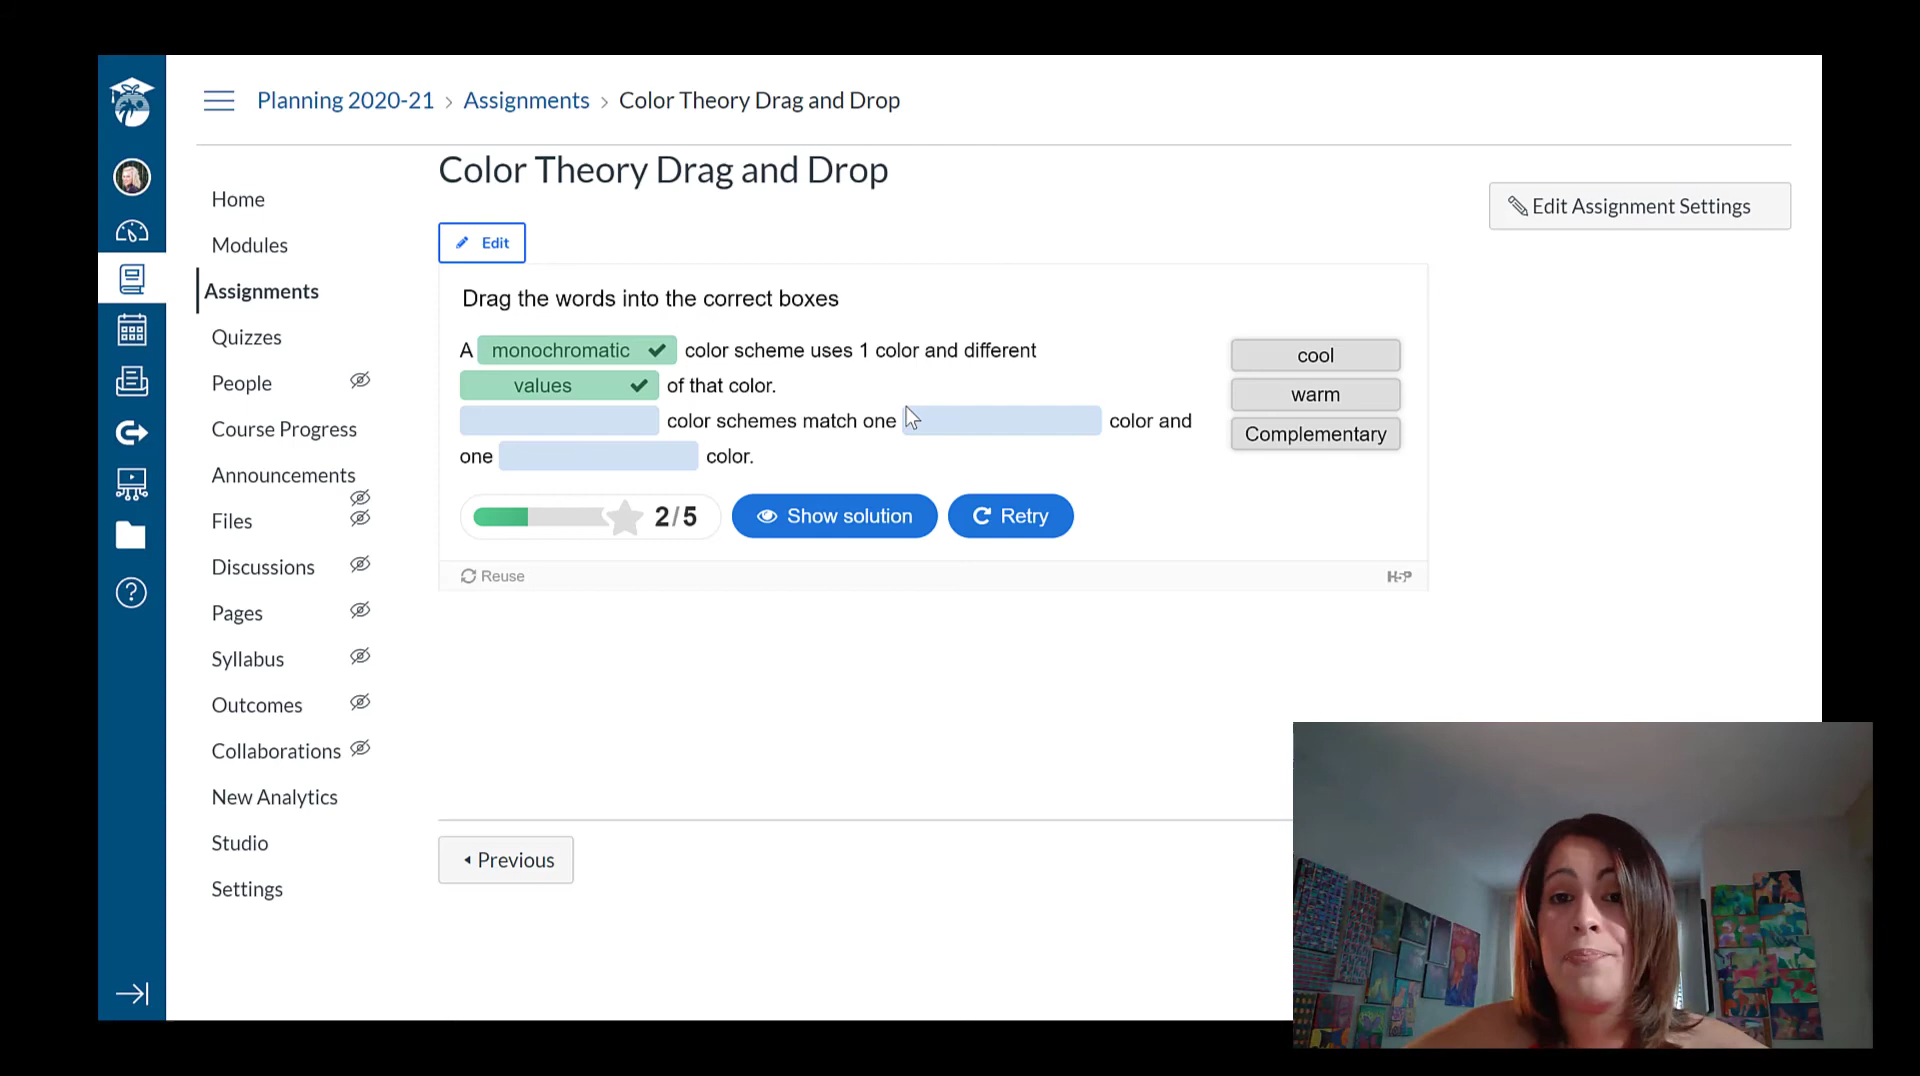 Planning 2020-21 › Assignments › Color Theory Drag and Drop
Color Theory Drag and Drop
Edit Assignment Settings
Home
Modules
Assignments
Quizzes
People
Course Progress
Announcements
Files
Discussions
Pages
Syllabus
Outcomes
Collaborations
New Analytics
Studio
Settings
Edit
Drag the words into the correct boxes
A monochromatic color scheme uses 1 color and different
values of that color.
color schemes match one color and
one color.
cool
warm
Complementary
2/5
Show solution
Retry
Reuse
H5P
Previous